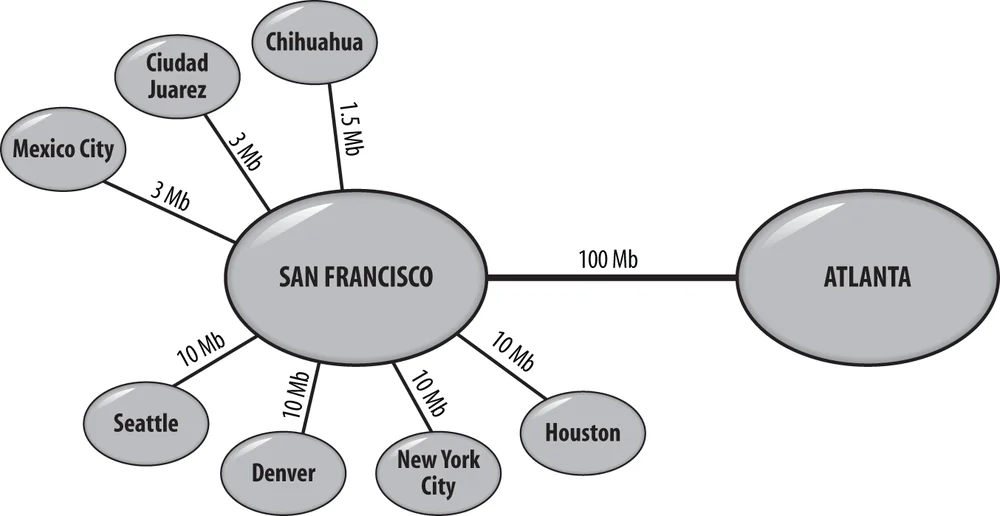 Chihuahua
Ciudad
Juarez
1.5 Mb
3 Mb
Mexico City
3 Mb
SAN FRANCISCO
100 Mb
ATLANTA
10 Mb
10 Mb
10 Mb
10 Mb
Seattle
Denver
New York
City
Houston